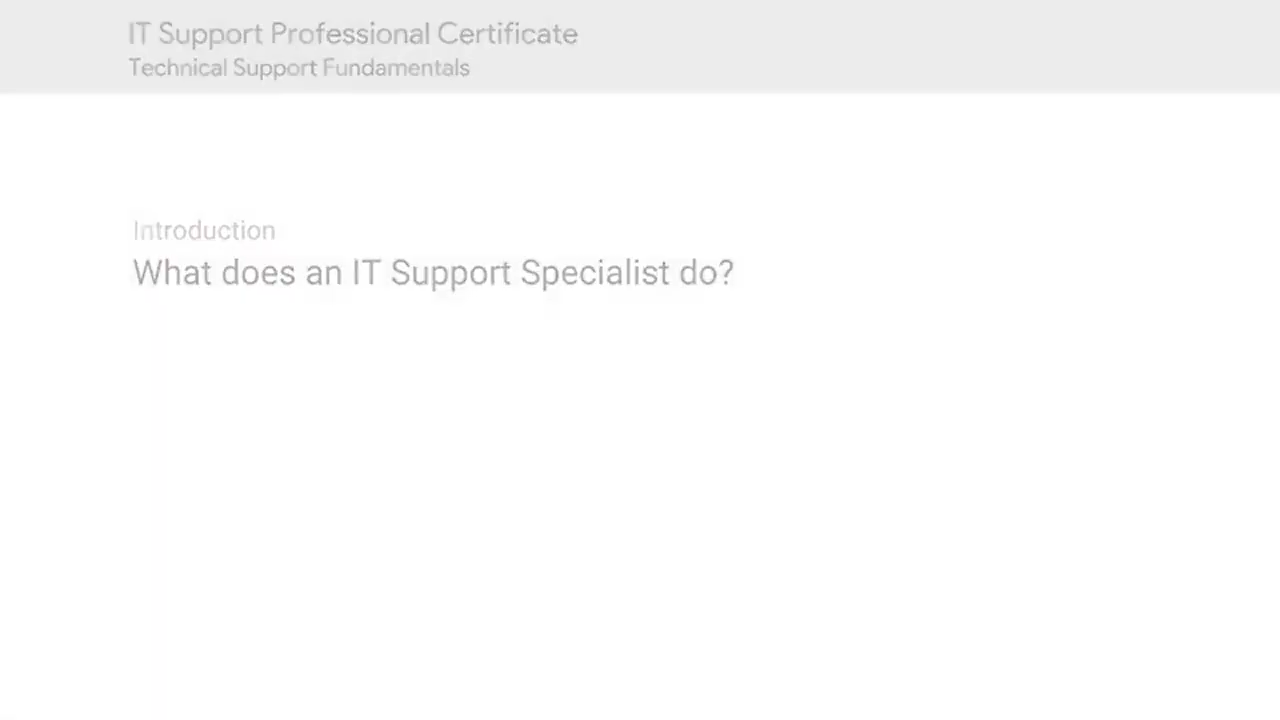 IT Support Professional Certificate
Technical Support Fundamentals
Introduction
What does an IT Support Specialist do?